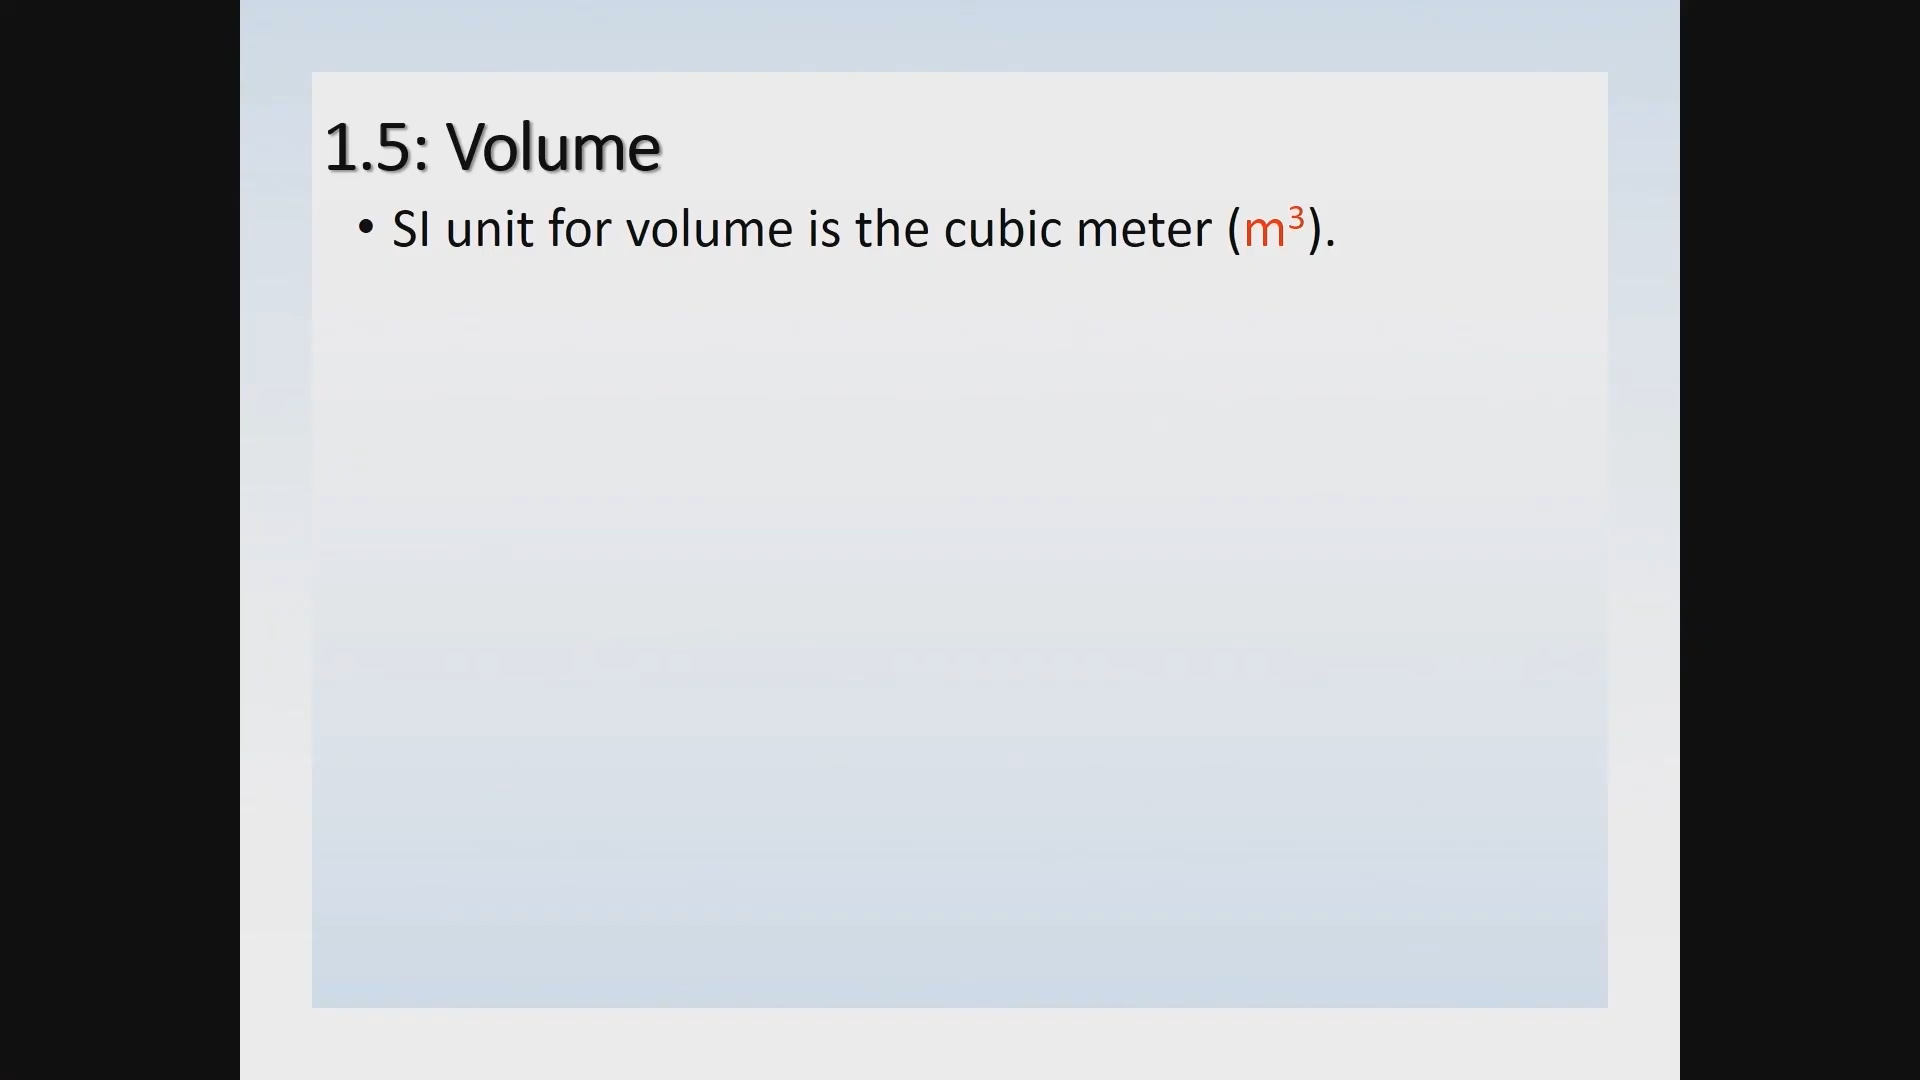 1.5: Volume
• SI unit for volume is the cubic meter (m³).